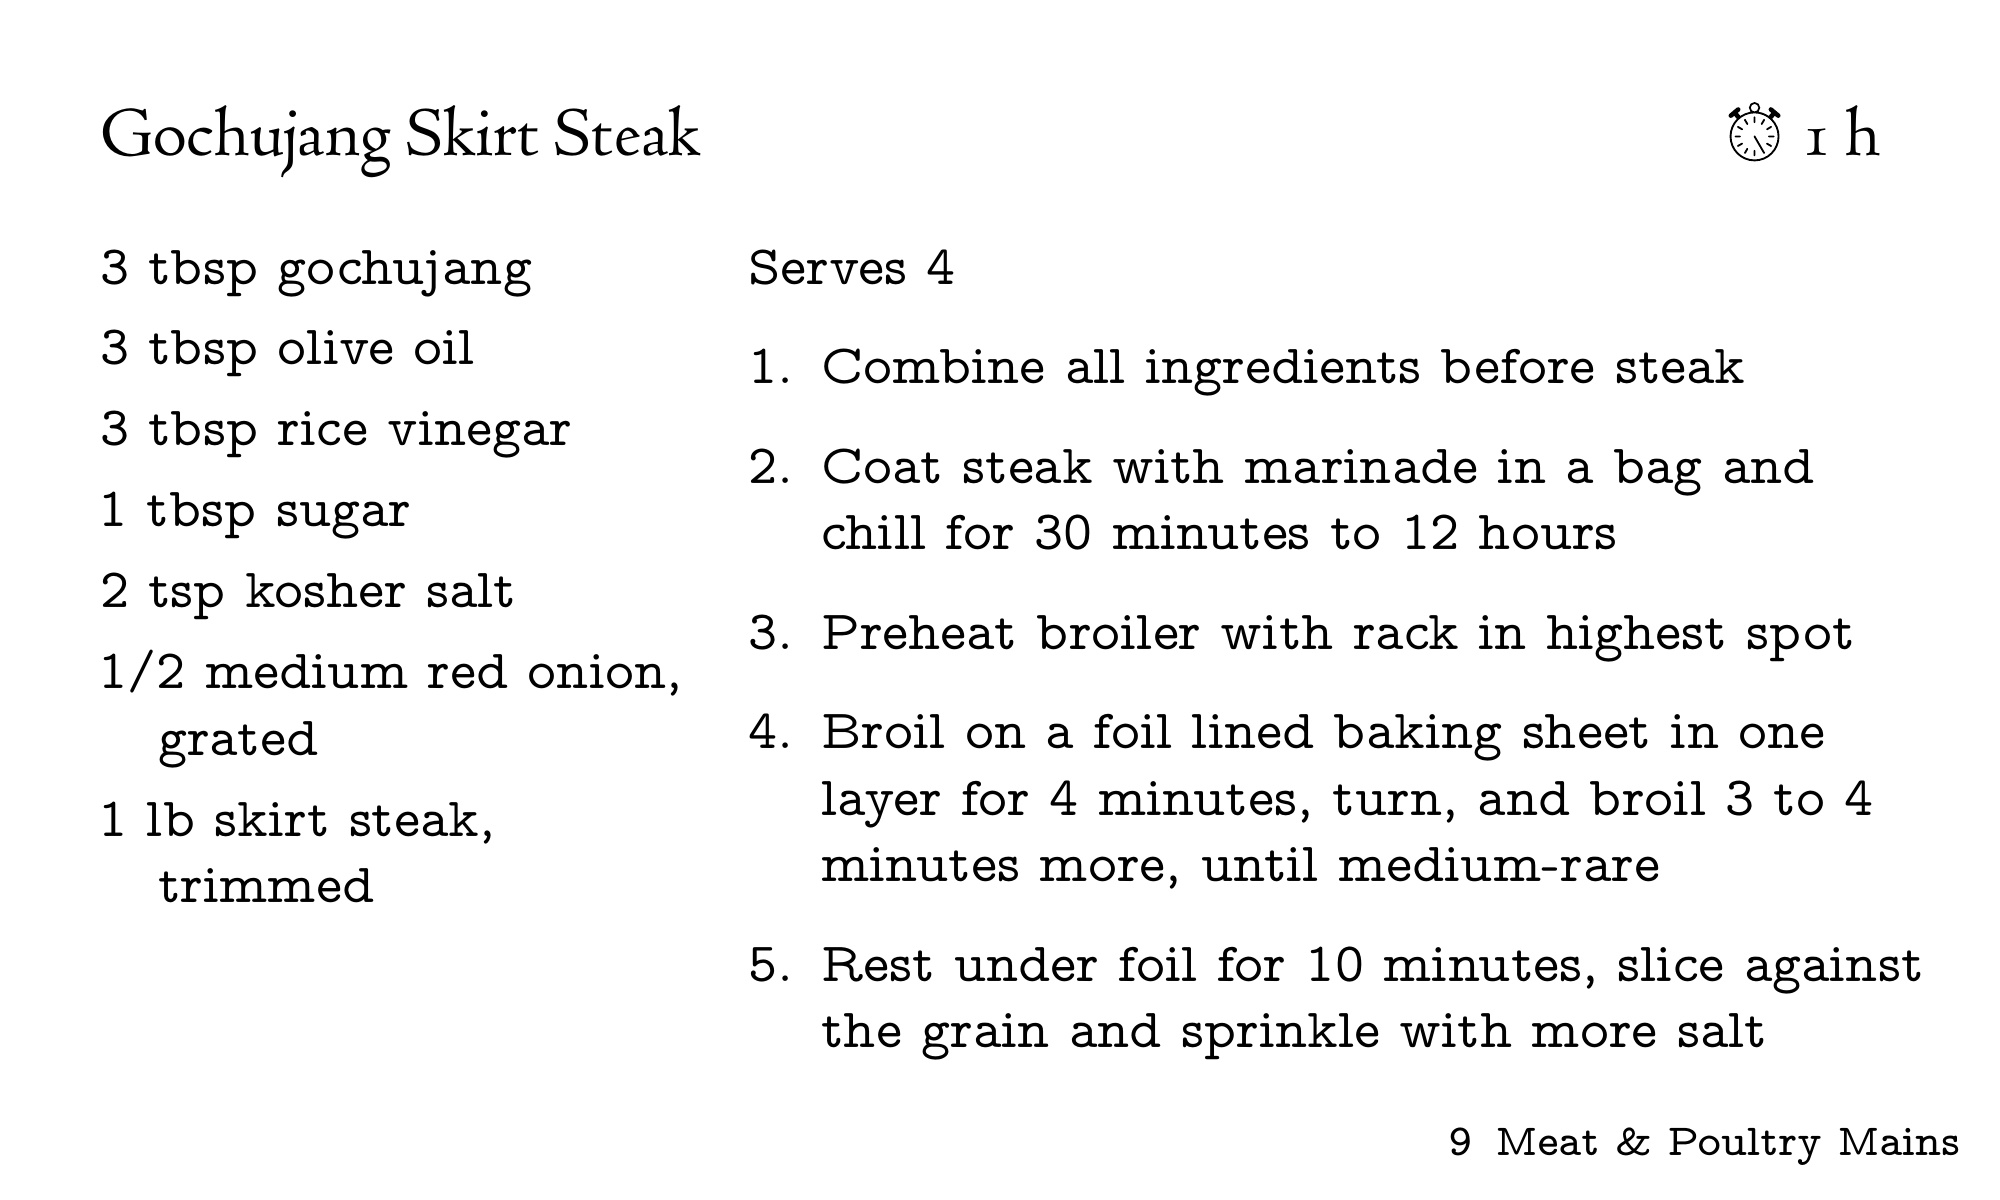 Gochujang Skirt Steak
1 h
3 tbsp gochujang
3 tbsp olive oil
3 tbsp rice vinegar
1 tbsp sugar
2 tsp kosher salt
1/2 medium red onion,
grated
1 lb skirt steak,
trimmed
Serves 4
1. Combine all ingredients before steak
2. Coat steak with marinade in a bag and
chill for 30 minutes to 12 hours
3. Preheat broiler with rack in highest spot
4. Broil on a foil lined baking sheet in one
layer for 4 minutes, turn, and broil 3 to 4
minutes more, until medium-rare
5. Rest under foil for 10 minutes, slice against
the grain and sprinkle with more salt
9 Meat & Poultry Mains